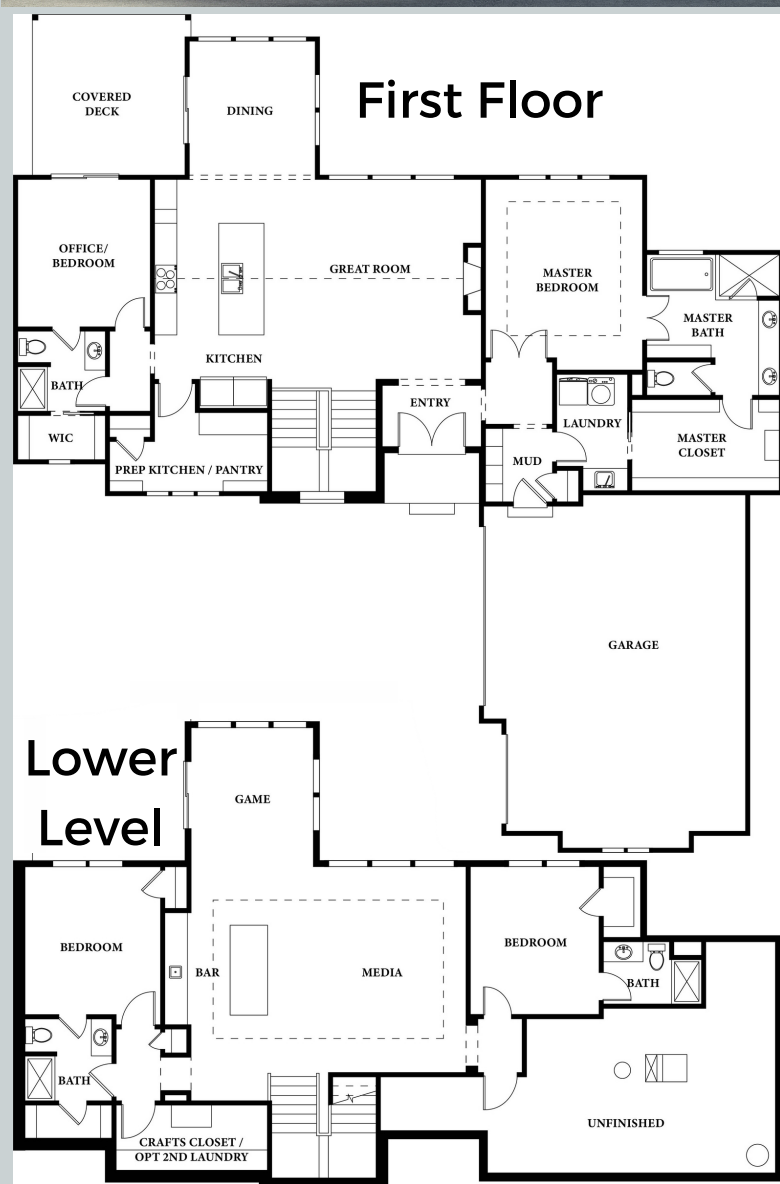 First Floor
COVERED
DECK
DINING
OFFICE/
BEDROOM
GREAT ROOM
MASTER
BEDROOM
MASTER
BATH
KITCHEN
BATH
ENTRY
LAUNDRY
WIC
MUD
MASTER
CLOSET
PREP KITCHEN / PANTRY
GARAGE
Lower
Level
GAME
BEDROOM
BAR
MEDIA
BEDROOM
BATH
BATH
UNFINISHED
CRAFTS CLOSET /
OPT 2ND LAUNDRY